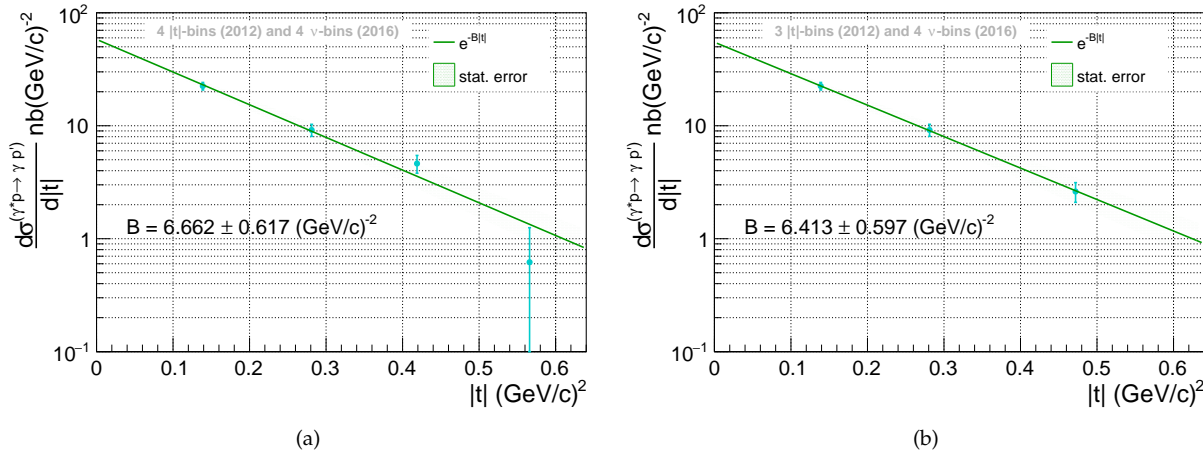 4 |t|-bins (2012) and 4 ν-bins (2016)
e^-B|t|
stat. error
dσ^(γ*p→ γ p') / d|t| nb(GeV/c)^-2
10^2
10
1
10^-1
B = 6.662 ± 0.617 (GeV/c)^-2
0 0.1 0.2 0.3 0.4 0.5 0.6
|t| (GeV/c)^2
(a)
3 |t|-bins (2012) and 4 ν-bins (2016)
e^-B|t|
stat. error
dσ^(γ*p→ γ p') / d|t| nb(GeV/c)^-2
10^2
10
1
10^-1
B = 6.413 ± 0.597 (GeV/c)^-2
0 0.1 0.2 0.3 0.4 0.5 0.6
|t| (GeV/c)^2
(b)